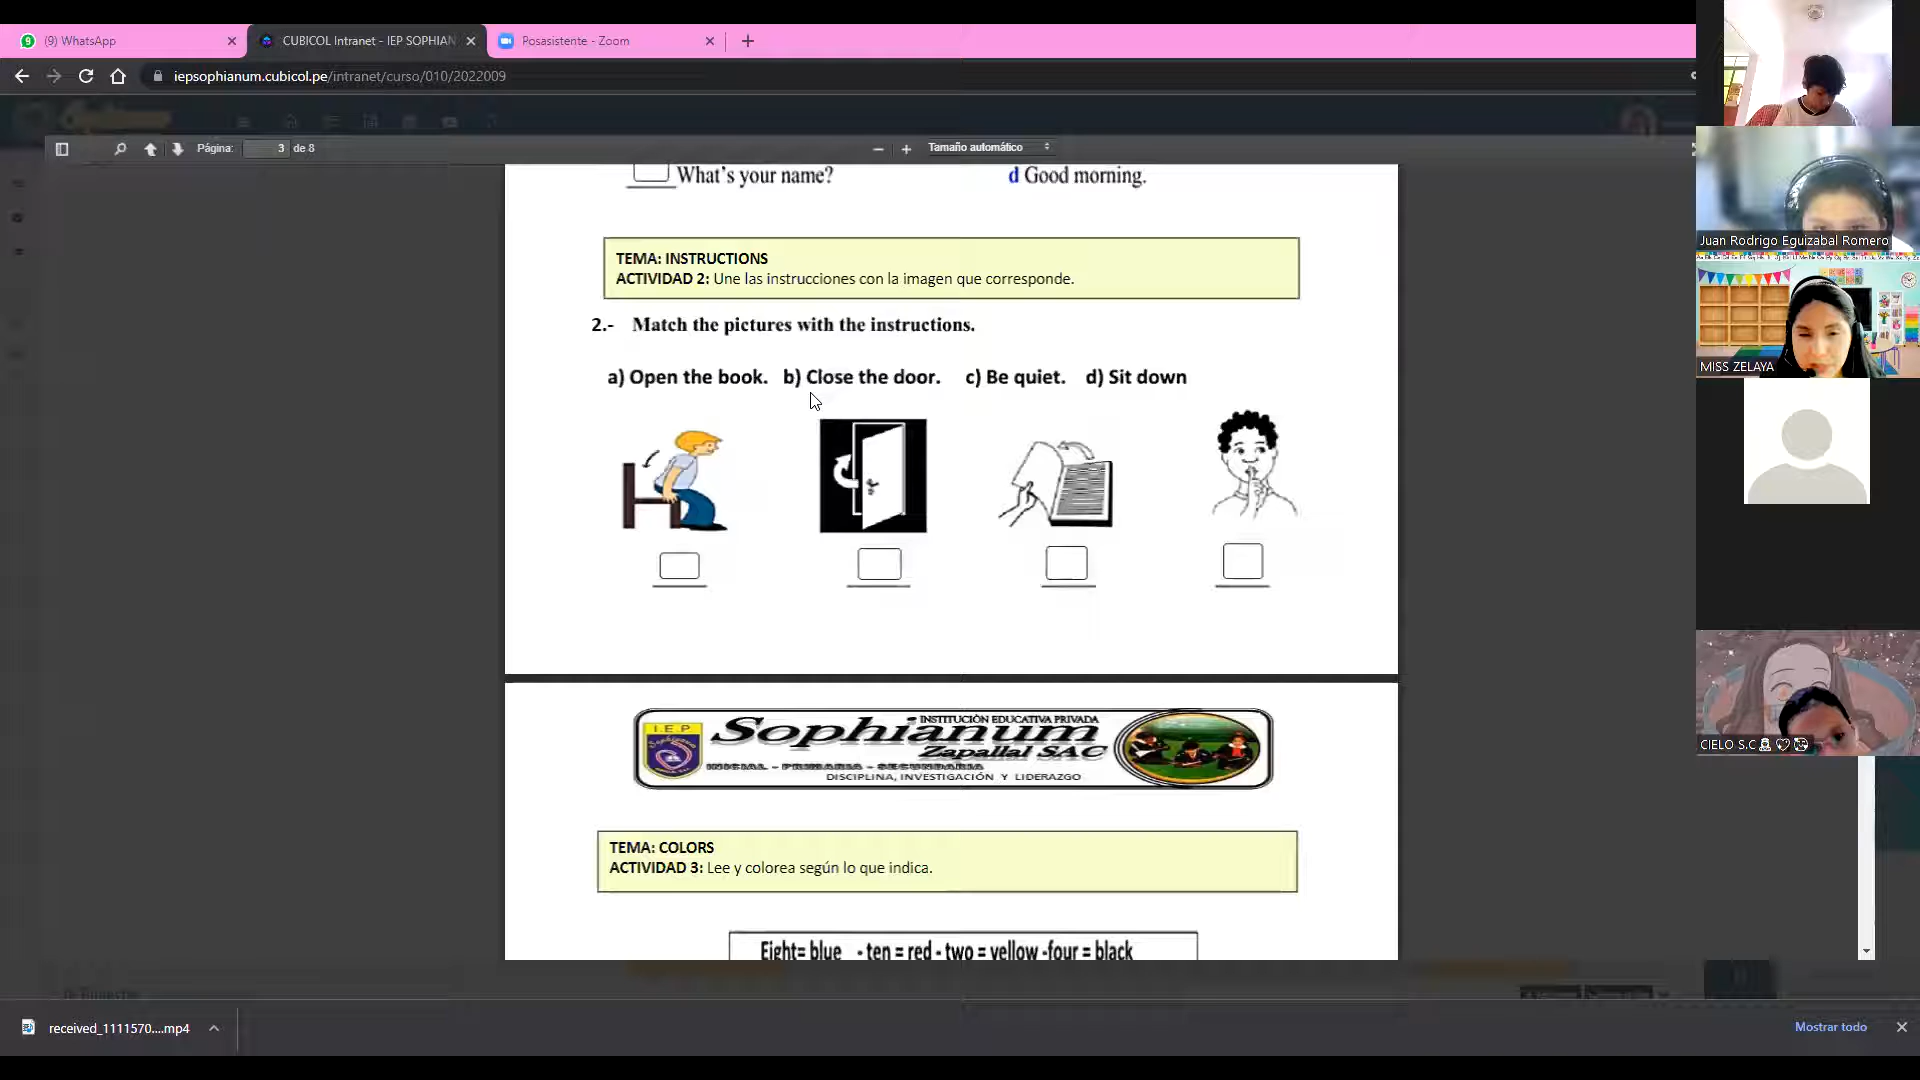 (9) WhatsApp
CUBICOL Intranet - IEP SOPHIAN
Posasistente - Zoom
iepsophianum.cubicol.pe/intranet/curso/010/2022009
Página: 3 de 8
Tamaño automático
What's your name?
d Good morning.
TEMA: INSTRUCTIONS
ACTIVIDAD 2: Une las instrucciones con la imagen que corresponde.
2.- Match the pictures with the instructions.
a) Open the book. b) Close the door. c) Be quiet. d) Sit down
I.E.P
Sophianum
INSTITUCIÓN EDUCATIVA PRIVADA
Zapallal SAC
INICIAL - PRIMARIA - SECUNDARIA
DISCIPLINA, INVESTIGACIÓN Y LIDERAZGO
TEMA: COLORS
ACTIVIDAD 3: Lee y colorea según lo que indica.
Eight= blue - ten = red - two = yellow -four = black
Juan Rodrigo Eguizabal Romero
MISS ZELAYA
CIELO S.C
received_1111570....mp4
Mostrar todo